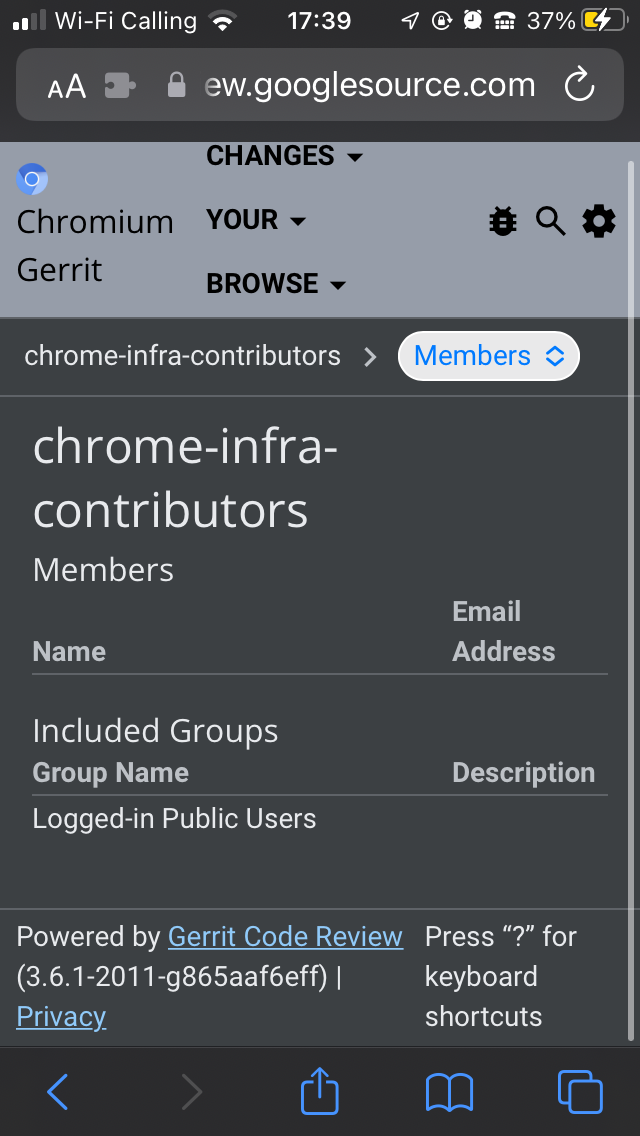 Wi-Fi Calling 17:39 37%
AA ew.googlesource.com
CHANGES
Chromium Gerrit
YOUR
BROWSE
chrome-infra-contributors Members
chrome-infra-
contributors
Members
Name Email Address
Included Groups
Group Name Description
Logged-in Public Users
Powered by Gerrit Code Review
(3.6.1-2011-g865aaf6eff) |
Privacy
Press “?” for
keyboard
shortcuts